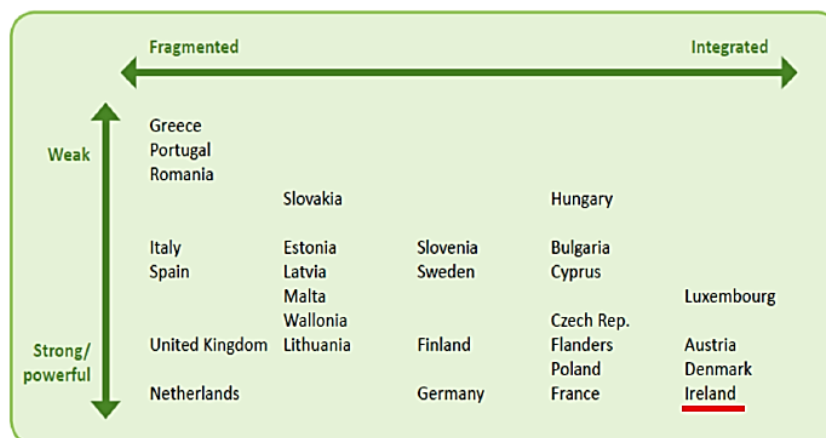 Fragmented Integrated
Weak
Greece
Portugal
Romania
Slovakia Hungary
Italy Estonia Slovenia Bulgaria
Spain Latvia Sweden Cyprus
Malta Luxembourg
Wallonia Czech Rep.
Strong/
powerful
United Kingdom Lithuania Finland Flanders Austria
Poland Denmark
Netherlands Germany France Ireland